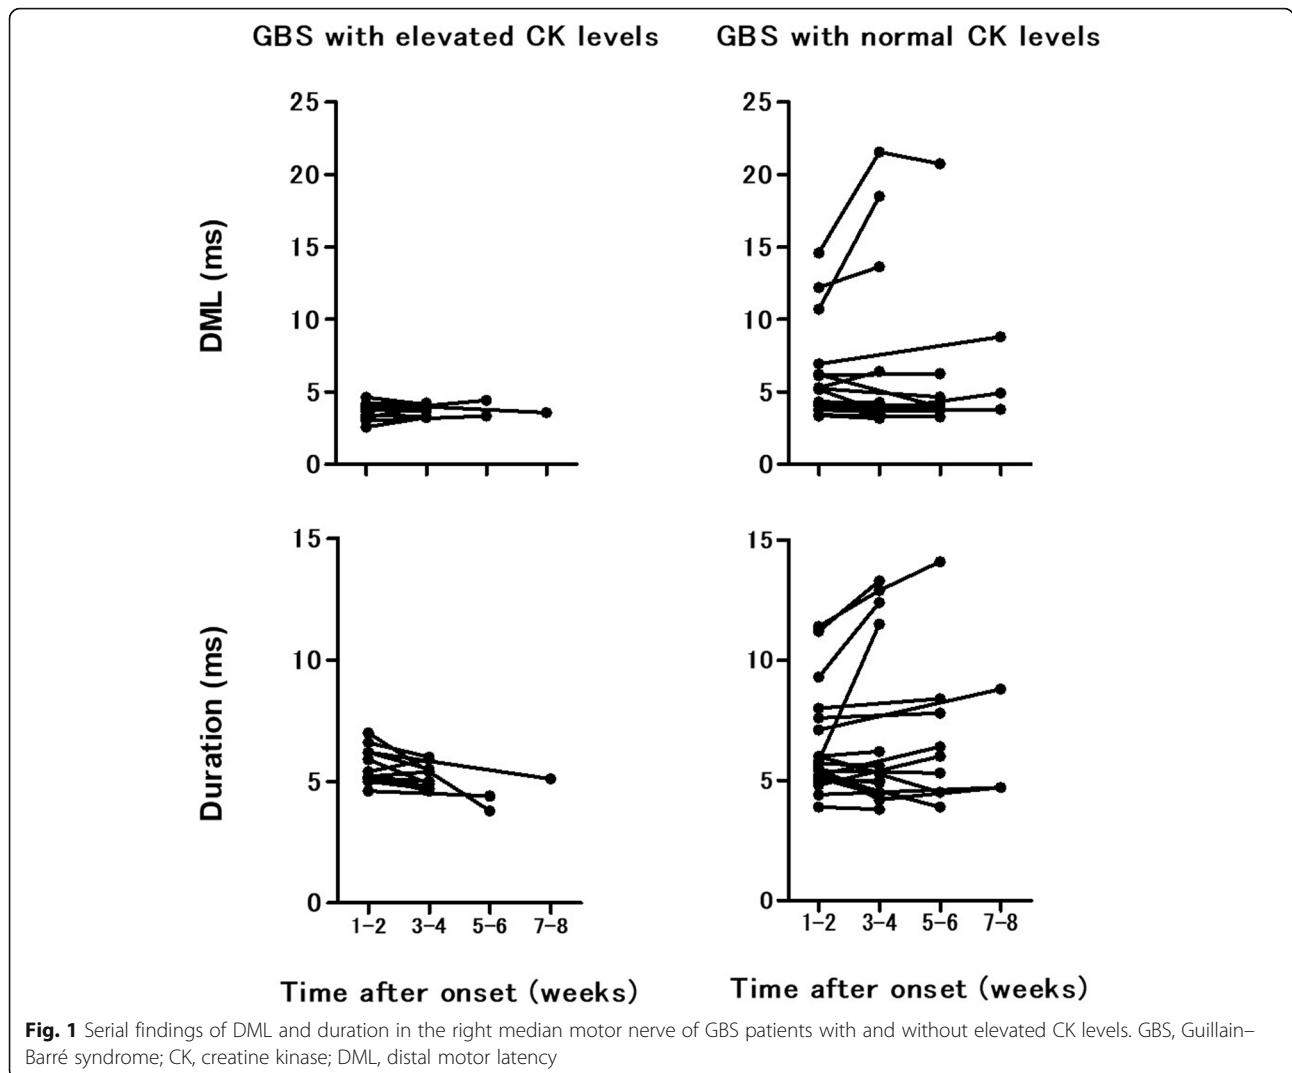 GBS with elevated CK levels GBS with normal CK levels
25 25
20 20
15 15
DML (ms)
10 10
5 5
0 0
15 15
10 10
Duration (ms)
5 5
0 0
1-2 3-4 5-6 7-8 1-2 3-4 5-6 7-8
Time after onset (weeks) Time after onset (weeks)
Fig. 1 Serial findings of DML and duration in the right median motor nerve of GBS patients with and without elevated CK levels. GBS, Guillain–
Barré syndrome; CK, creatine kinase; DML, distal motor latency